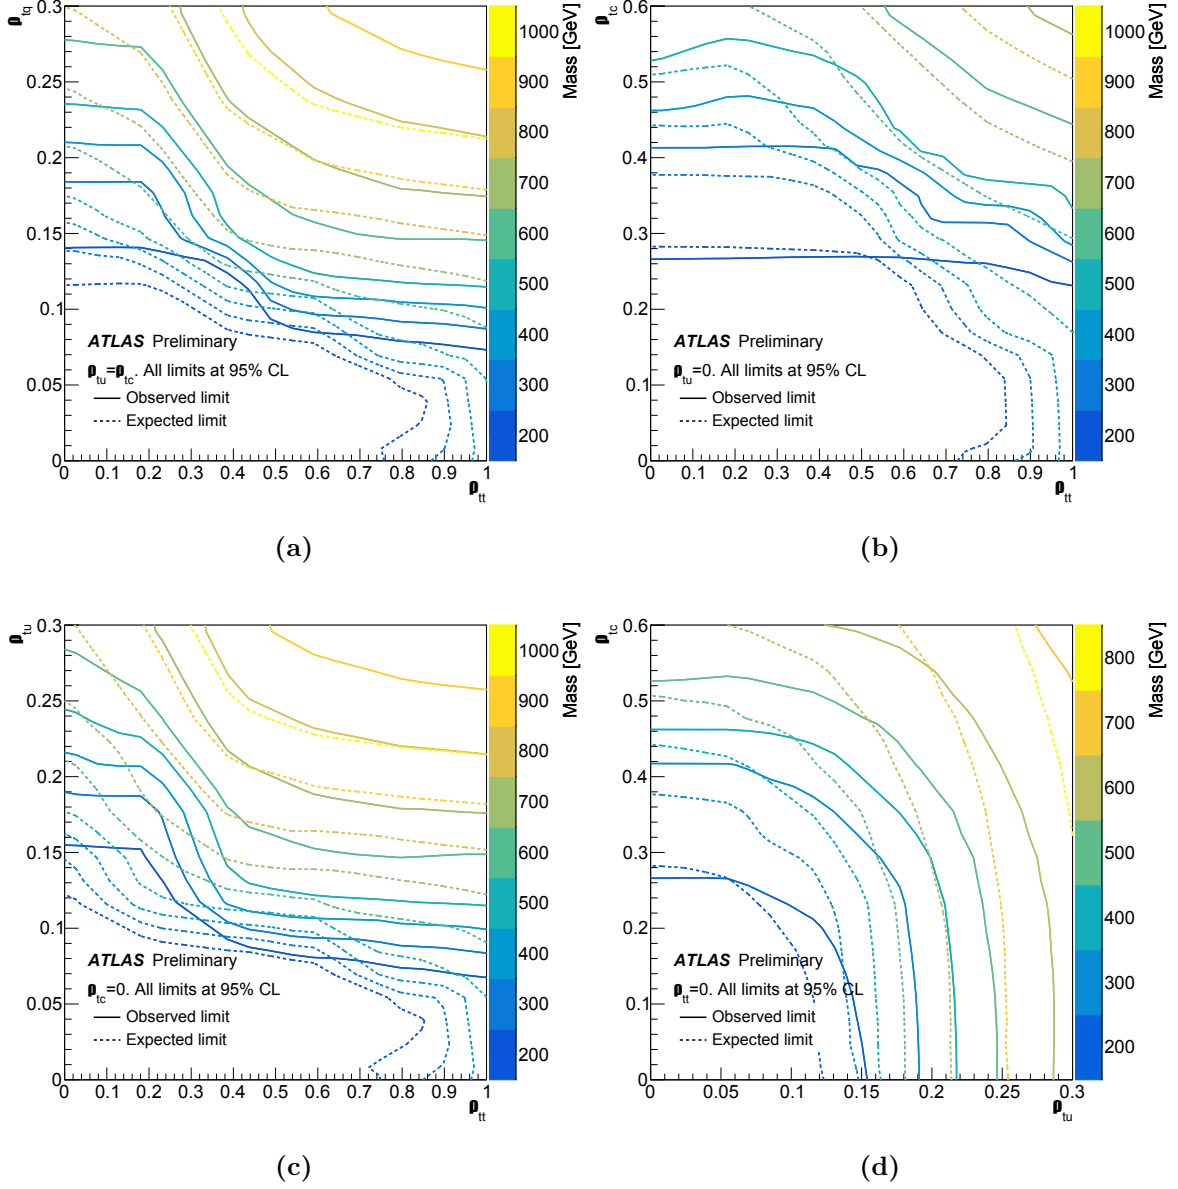 ρtq
0.3
0.25
0.2
0.15
0.1
0.05
0
0 0.1 0.2 0.3 0.4 0.5 0.6 0.7 0.8 0.9 1
ρtt
ATLAS Preliminary
ρtu=ρtc. All limits at 95% CL
Observed limit
Expected limit
Mass [GeV]
1000
900
800
700
600
500
400
300
200
(a)
ρtc
0.6
0.5
0.4
0.3
0.2
0.1
0
0 0.1 0.2 0.3 0.4 0.5 0.6 0.7 0.8 0.9 1
ρtt
ATLAS Preliminary
ρtu=0. All limits at 95% CL
Observed limit
Expected limit
Mass [GeV]
1000
900
800
700
600
500
400
300
200
(b)
ρtu
0.3
0.25
0.2
0.15
0.1
0.05
0
0 0.1 0.2 0.3 0.4 0.5 0.6 0.7 0.8 0.9 1
ρtt
ATLAS Preliminary
ρtc=0. All limits at 95% CL
Observed limit
Expected limit
Mass [GeV]
1000
900
800
700
600
500
400
300
200
(c)
ρtc
0.6
0.5
0.4
0.3
0.2
0.1
0
0 0.05 0.1 0.15 0.2 0.25 0.3
ρtu
ATLAS Preliminary
ρtt=0. All limits at 95% CL
Observed limit
Expected limit
Mass [GeV]
800
700
600
500
400
300
200
(d)